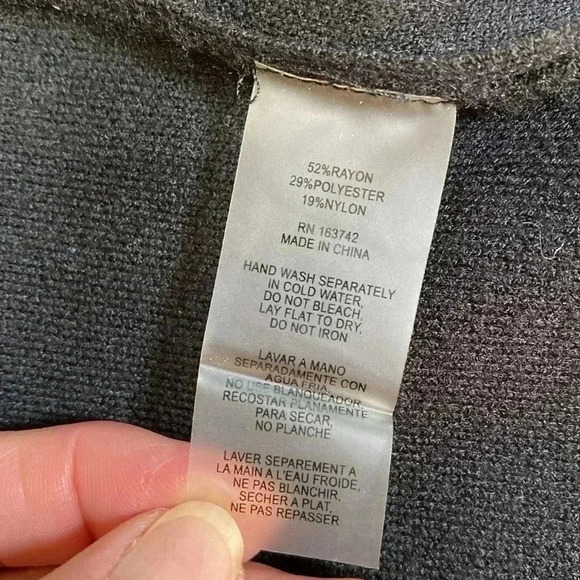 52%RAYON
29%POLYESTER
19%NYLON
RN 163742
MADE IN CHINA
HAND WASH SEPARATELY
IN COLD WATER,
DO NOT BLEACH,
LAY FLAT TO DRY,
DO NOT IRON
LAVAR A MANO
SEPARADAMENTE CON
AGUA FRIA,
NO USE BLANQUEADOR,
RECOSTAR PLANAMENTE
PARA SECAR,
NO PLANCHE
LAVER SEPAREMENT A
LA MAIN A L'EAU FROIDE,
NE PAS BLANCHIR,
SECHER A PLAT,
NE PAS REPASSER